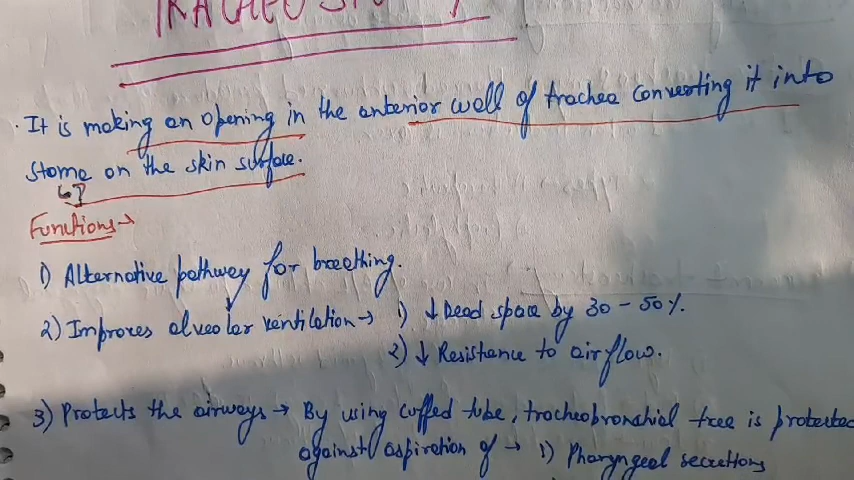 It is making an opening in the anterior wall of trachea converting it into
stoma on the skin surface.
Functions →
1) Alternative pathway for breathing.
2) Improves alveolar ventilation → 1) ↓ Dead space by 30 - 50%.
2) ↓ Resistance to airflow.
3) Protects the airways → By using cuffed tube, tracheobronchial tree is protected
against aspiration of → 1) Pharyngeal secretions